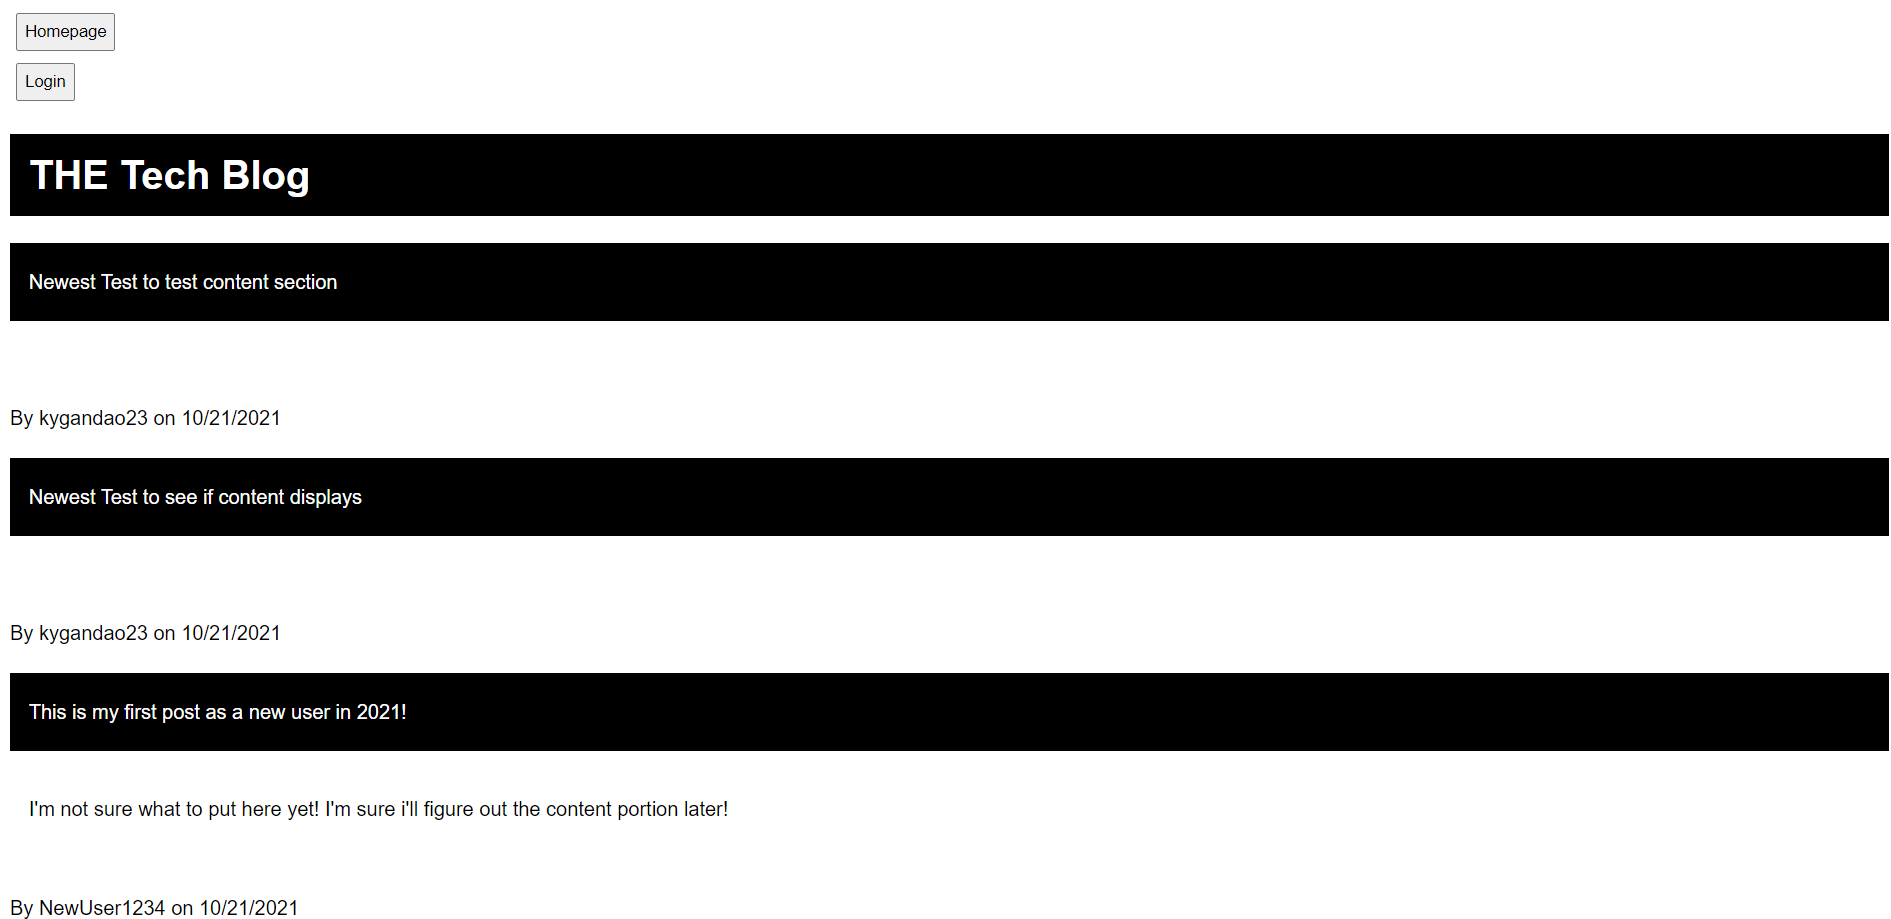 Homepage
Login
THE Tech Blog
Newest Test to test content section
By kygandao23 on 10/21/2021
Newest Test to see if content displays
By kygandao23 on 10/21/2021
This is my first post as a new user in 2021!
I'm not sure what to put here yet! I'm sure i'll figure out the content portion later!
By NewUser1234 on 10/21/2021